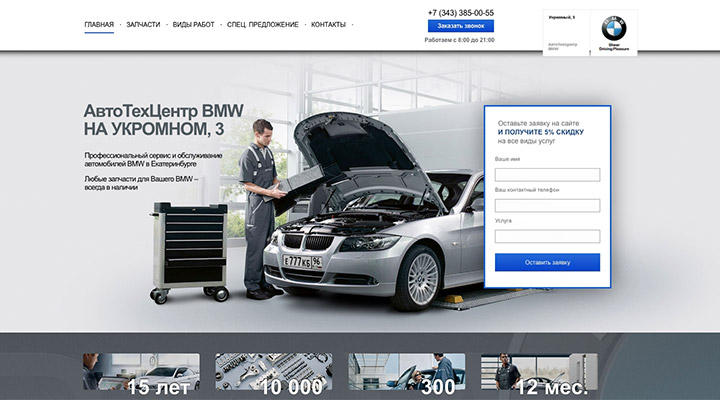 ГЛАВНАЯ · ЗАПЧАСТИ · ВИДЫ РАБОТ · СПЕЦ. ПРЕДЛОЖЕНИЕ · КОНТАКТЫ ·
+7 (343) 385-00-55
Заказать звонок
Работаем с 8:00 до 21:00
Укромный, 3
АвтоТехЦентр
BMW
BMW
Sheer
Driving Pleasure
АвтоТехЦентр BMW
НА УКРОМНОМ, 3
Профессиональный сервис и обслуживание
автомобилей BMW в Екатеринбурге
Любые запчасти для Вашего BMW –
всегда в наличии
Е777КБ 96
Оставьте заявку на сайте
И ПОЛУЧИТЕ 5% СКИДКУ
на все виды услуг
Ваше имя
Ваш контактный телефон
Услуга
Оставить заявку
15 лет
10 000
300
12 мес.